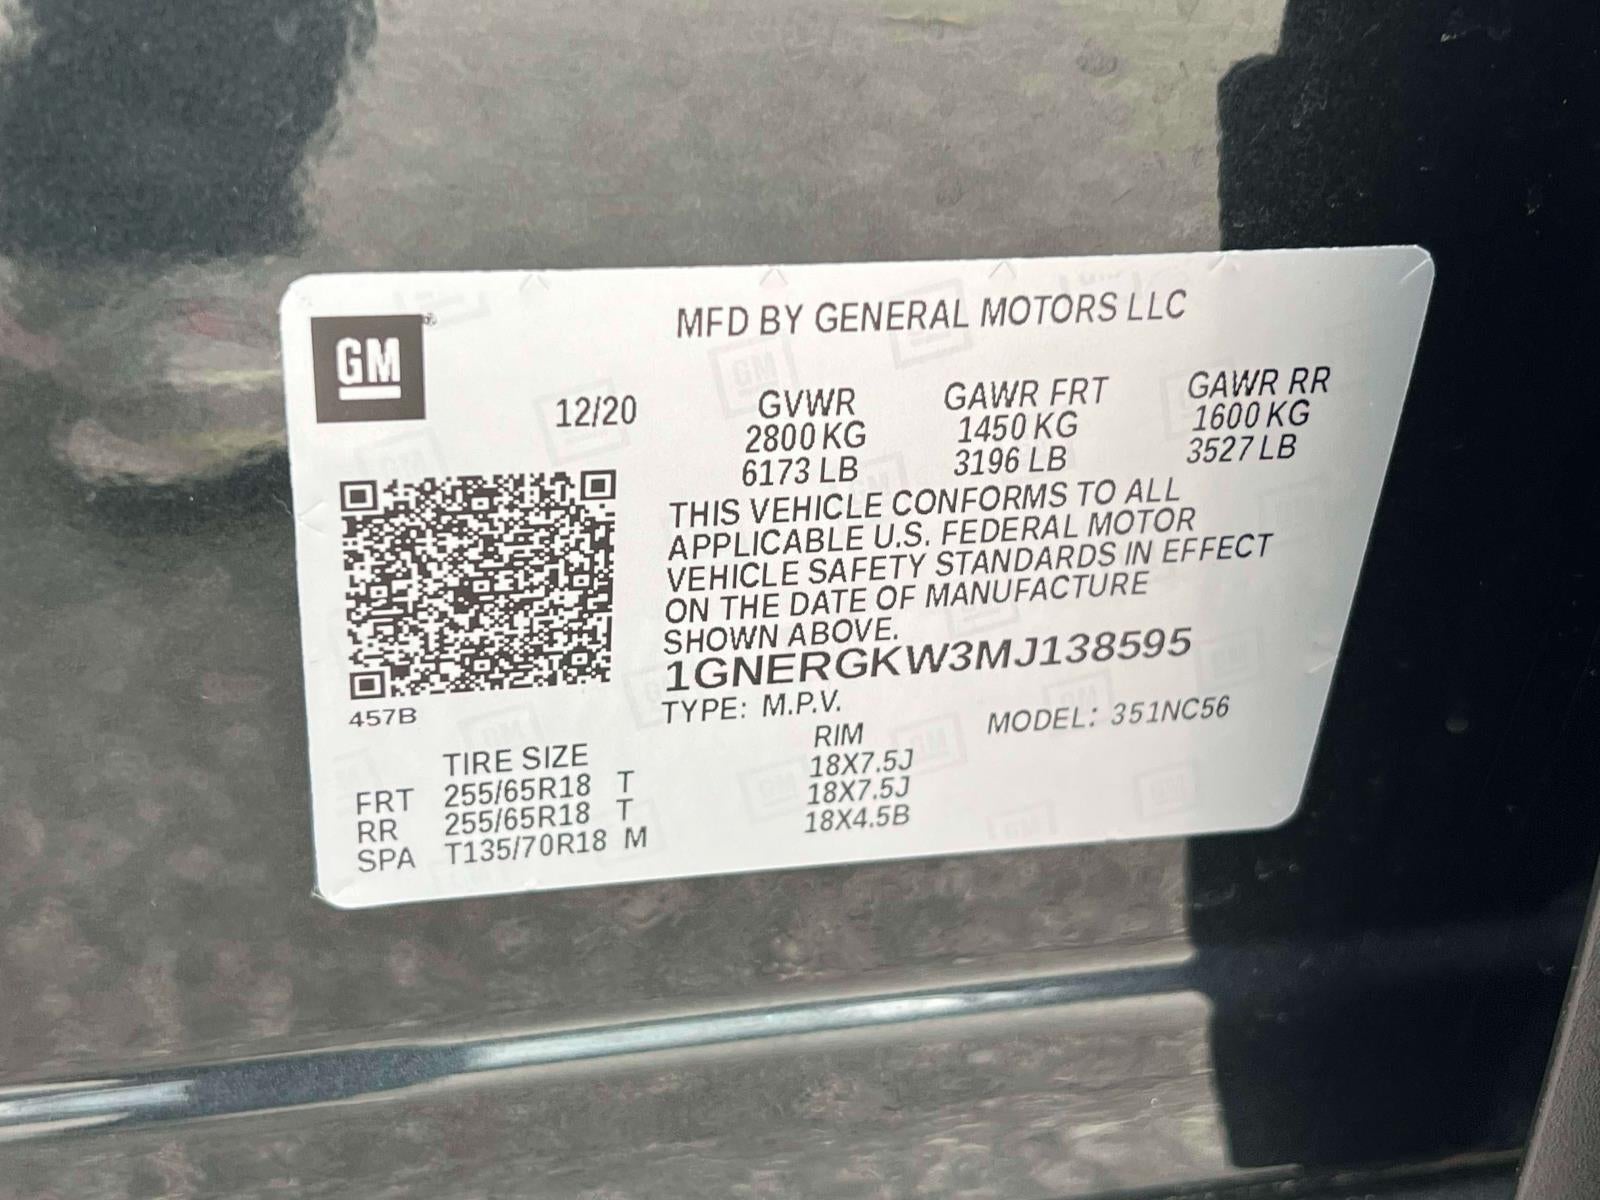 GM
MFD BY GENERAL MOTORS LLC
12/20 GVWR GAWR FRT GAWR RR
2800 KG 1450 KG 1600 KG
6173 LB 3196 LB 3527 LB
THIS VEHICLE CONFORMS TO ALL
APPLICABLE U.S. FEDERAL MOTOR
VEHICLE SAFETY STANDARDS IN EFFECT
ON THE DATE OF MANUFACTURE
SHOWN ABOVE.
1GNERGKW3MJ138595
457B
TYPE: M.P.V. MODEL: 351NC56
TIRE SIZE RIM
FRT 255/65R18 T 18X7.5J
RR 255/65R18 T 18X7.5J
SPA T135/70R18 M 18X4.5B